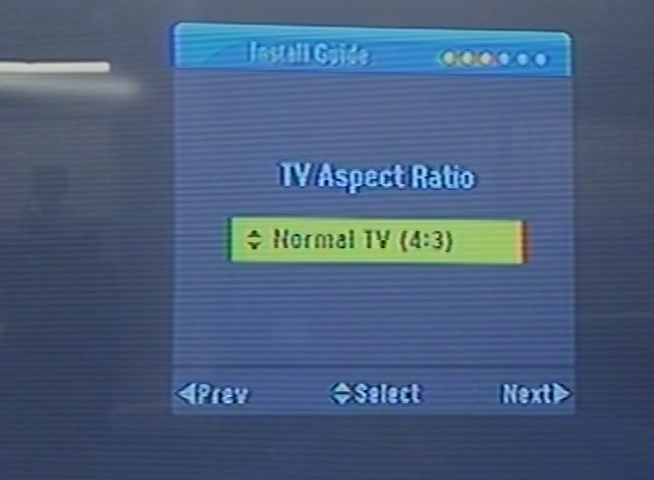 Install Guide
TV Aspect Ratio
Normal TV (4:3)
Prev Select Next